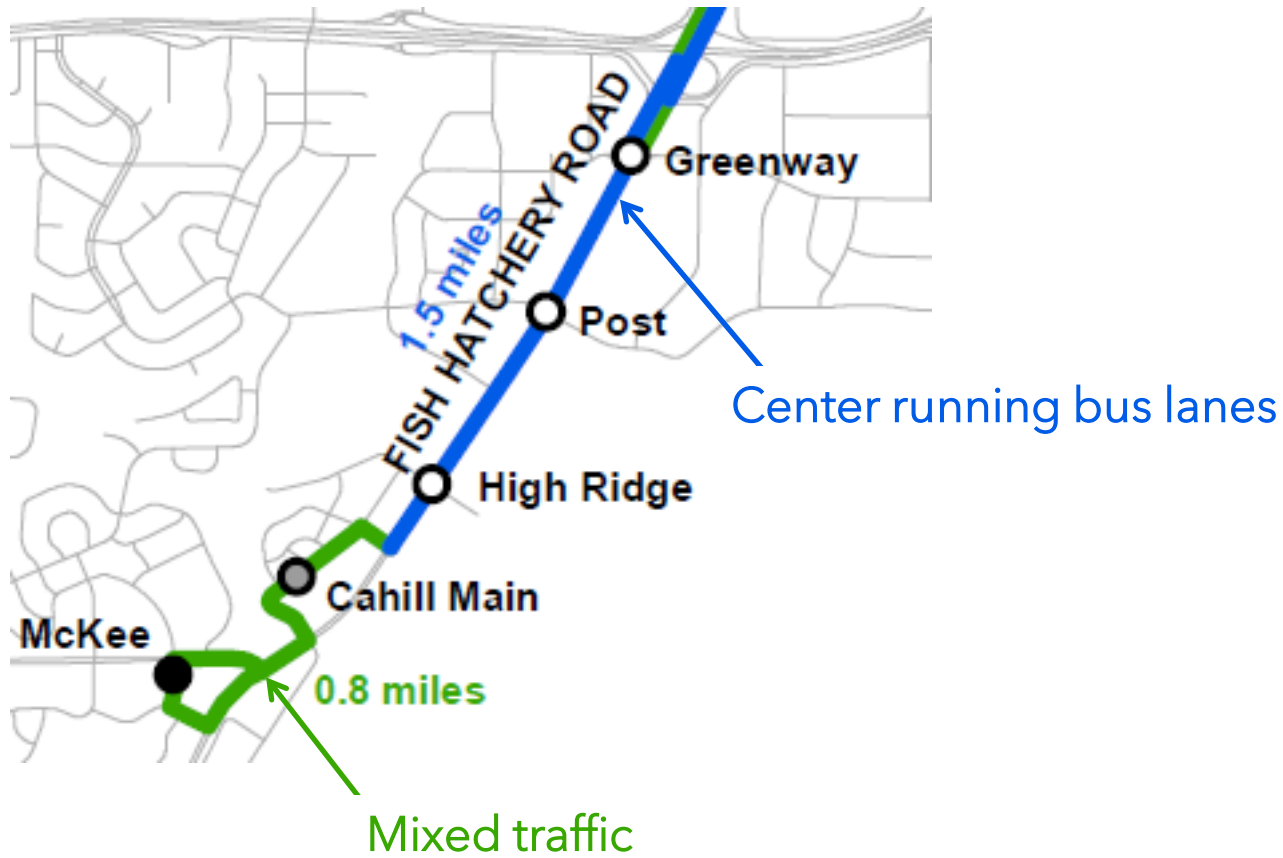 FISH HATCHERY ROAD
Greenway
1.5 miles
Post
Center running bus lanes
High Ridge
Cahill Main
McKee
0.8 miles
Mixed traffic